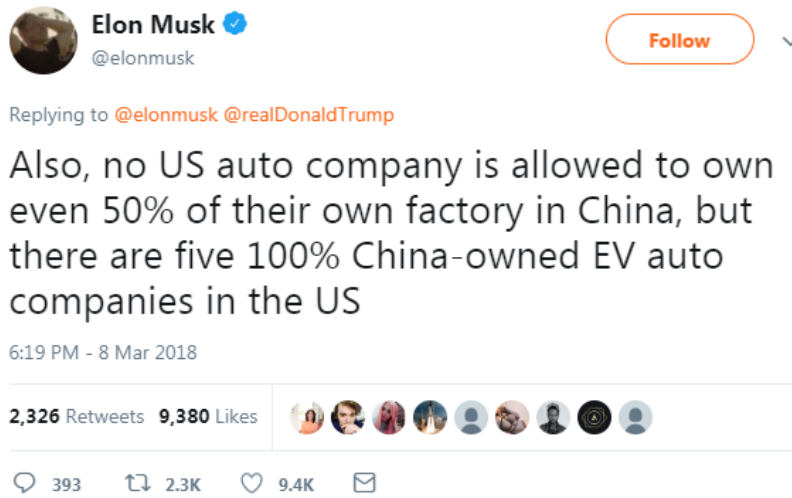 Elon Musk
@elonmusk
Follow
Replying to @elonmusk @realDonaldTrump
Also, no US auto company is allowed to own
even 50% of their own factory in China, but
there are five 100% China-owned EV auto
companies in the US
6:19 PM - 8 Mar 2018
2,326 Retweets 9,380 Likes
393 2.3K 9.4K